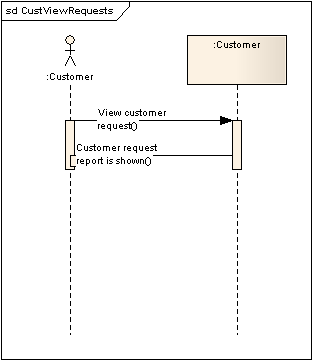 sd CustViewRequests
:Customer
:Customer
View customer
request()
Customer request
report is shown()